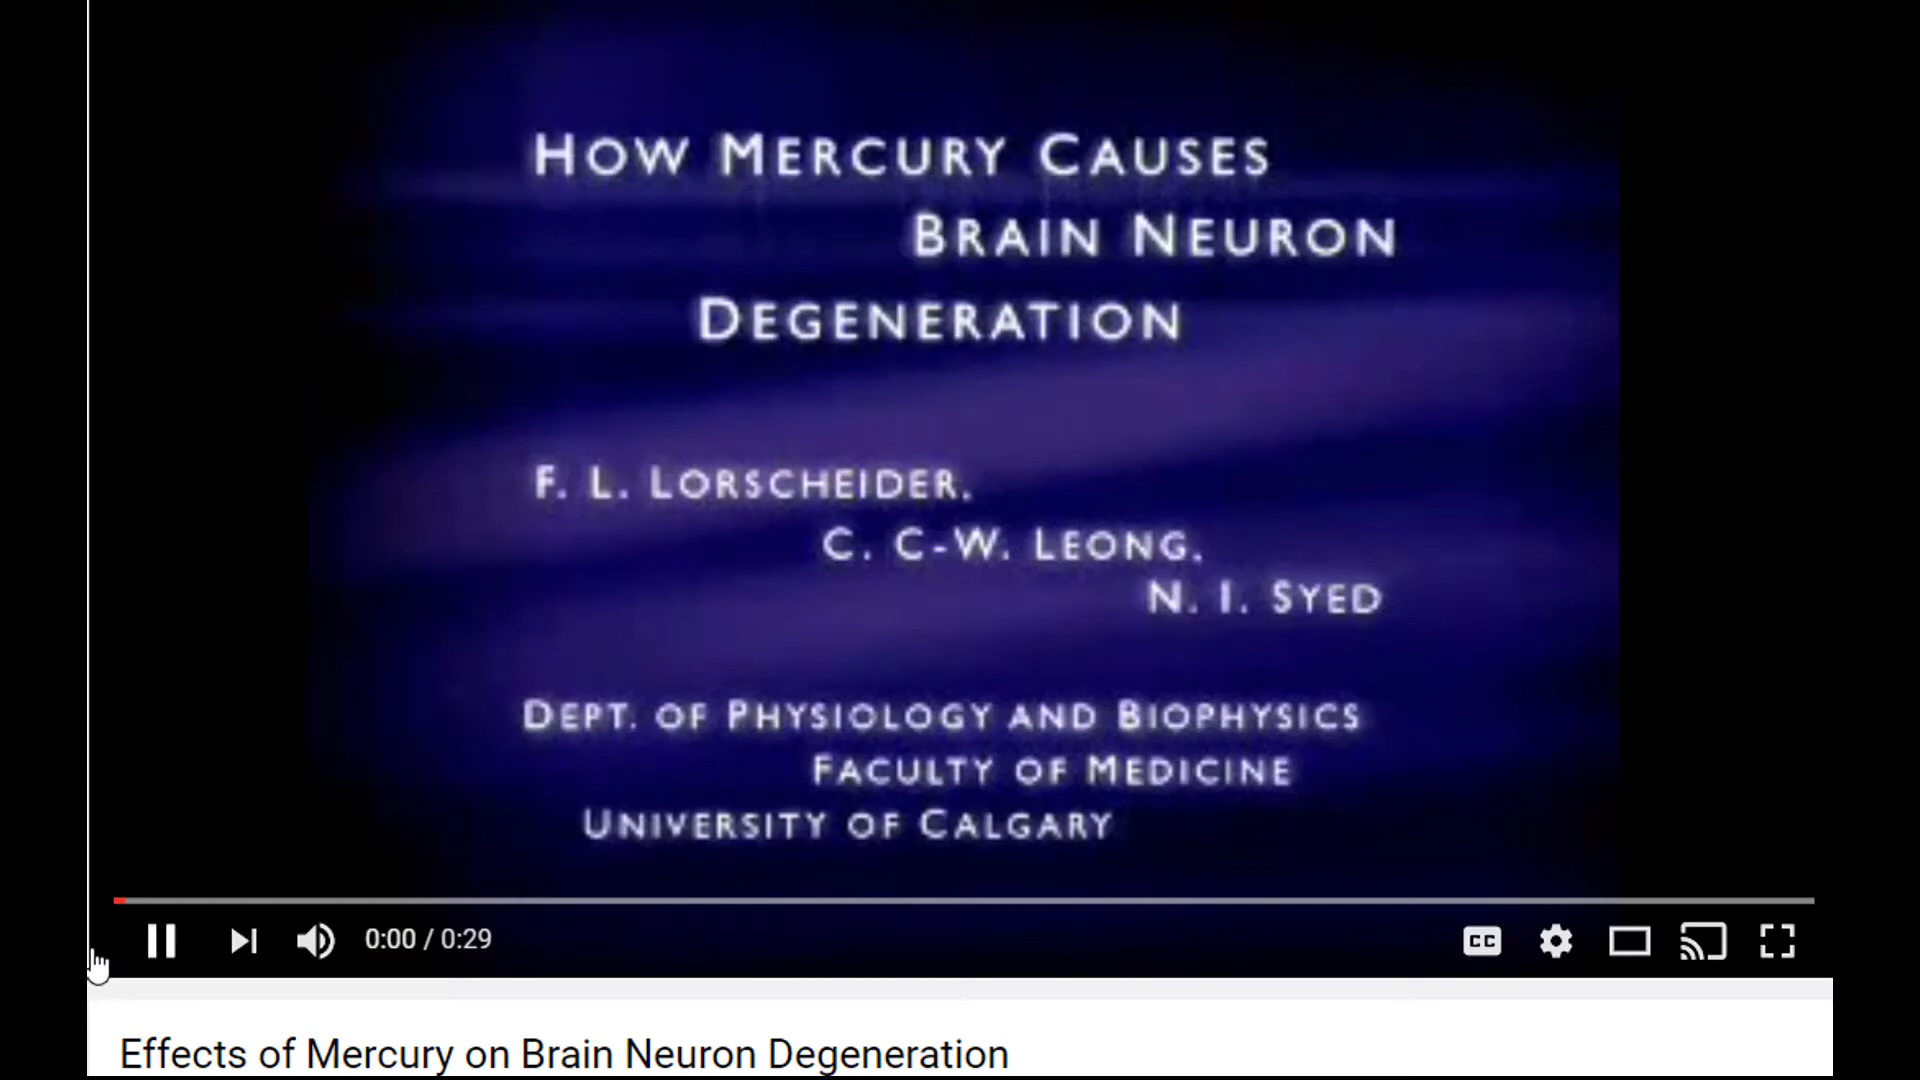 How Mercury Causes
Brain Neuron
Degeneration
F. L. Lorscheider,
C. C-W. Leong,
N. I. Syed
Dept. of Physiology and Biophysics
Faculty of Medicine
University of Calgary
0:00 / 0:29
CC
Effects of Mercury on Brain Neuron Degeneration